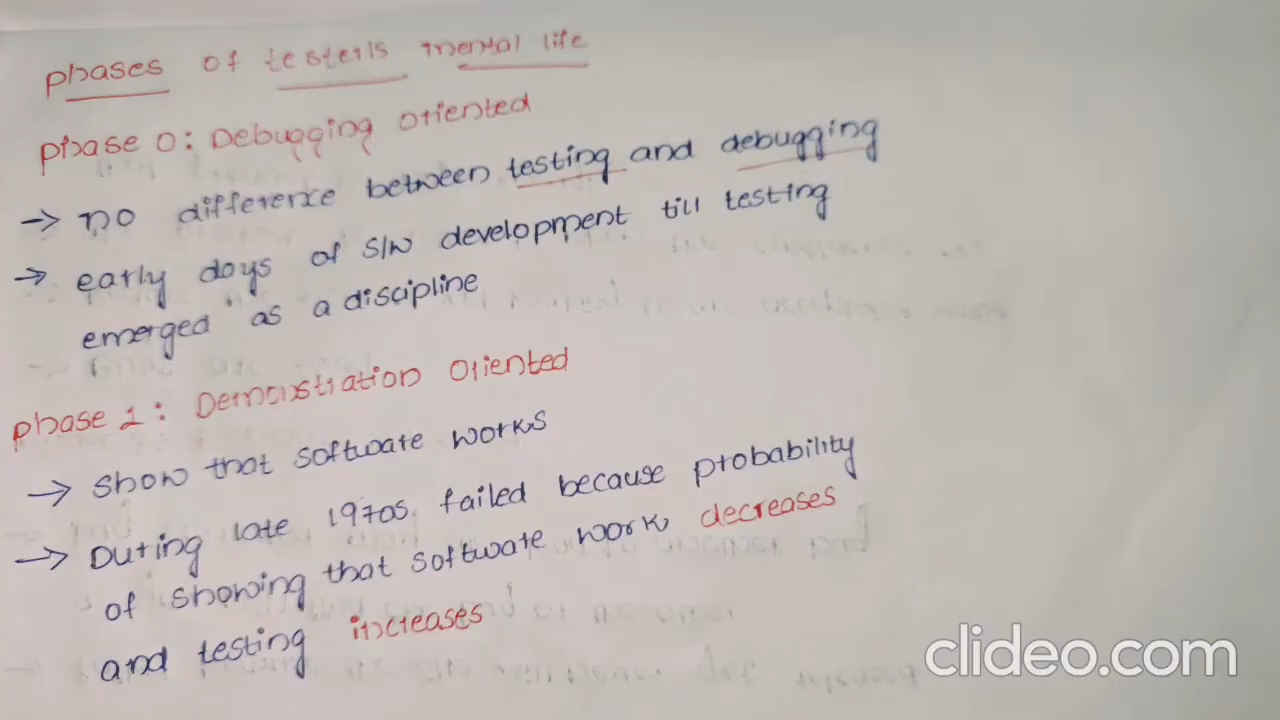 phases of tester's mental life
phase 0: Debugging oriented
→ no difference between testing and debugging
→ early days of S/W development till testing
emerged as a discipline
phase 1: Demonstration oriented
→ show that software works
→ During late 1970s failed because probability
of showing that software work decreases
and testing increases
clideo.com